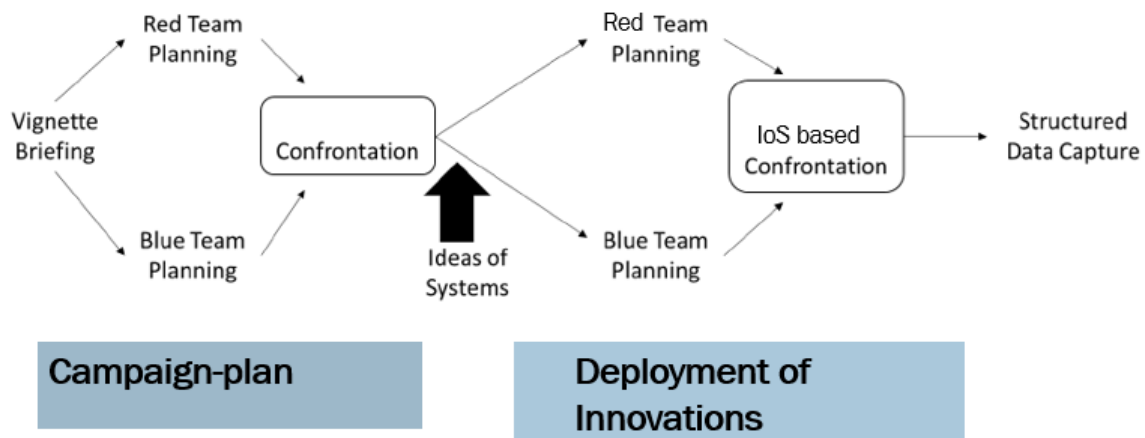 Red Team
Planning
Vignette
Briefing
Confrontation
Blue Team
Planning
Ideas of
Systems
Red Team
Planning
IoS based
Confrontation
Blue Team
Planning
Structured
Data Capture
Campaign-plan
Deployment of
Innovations